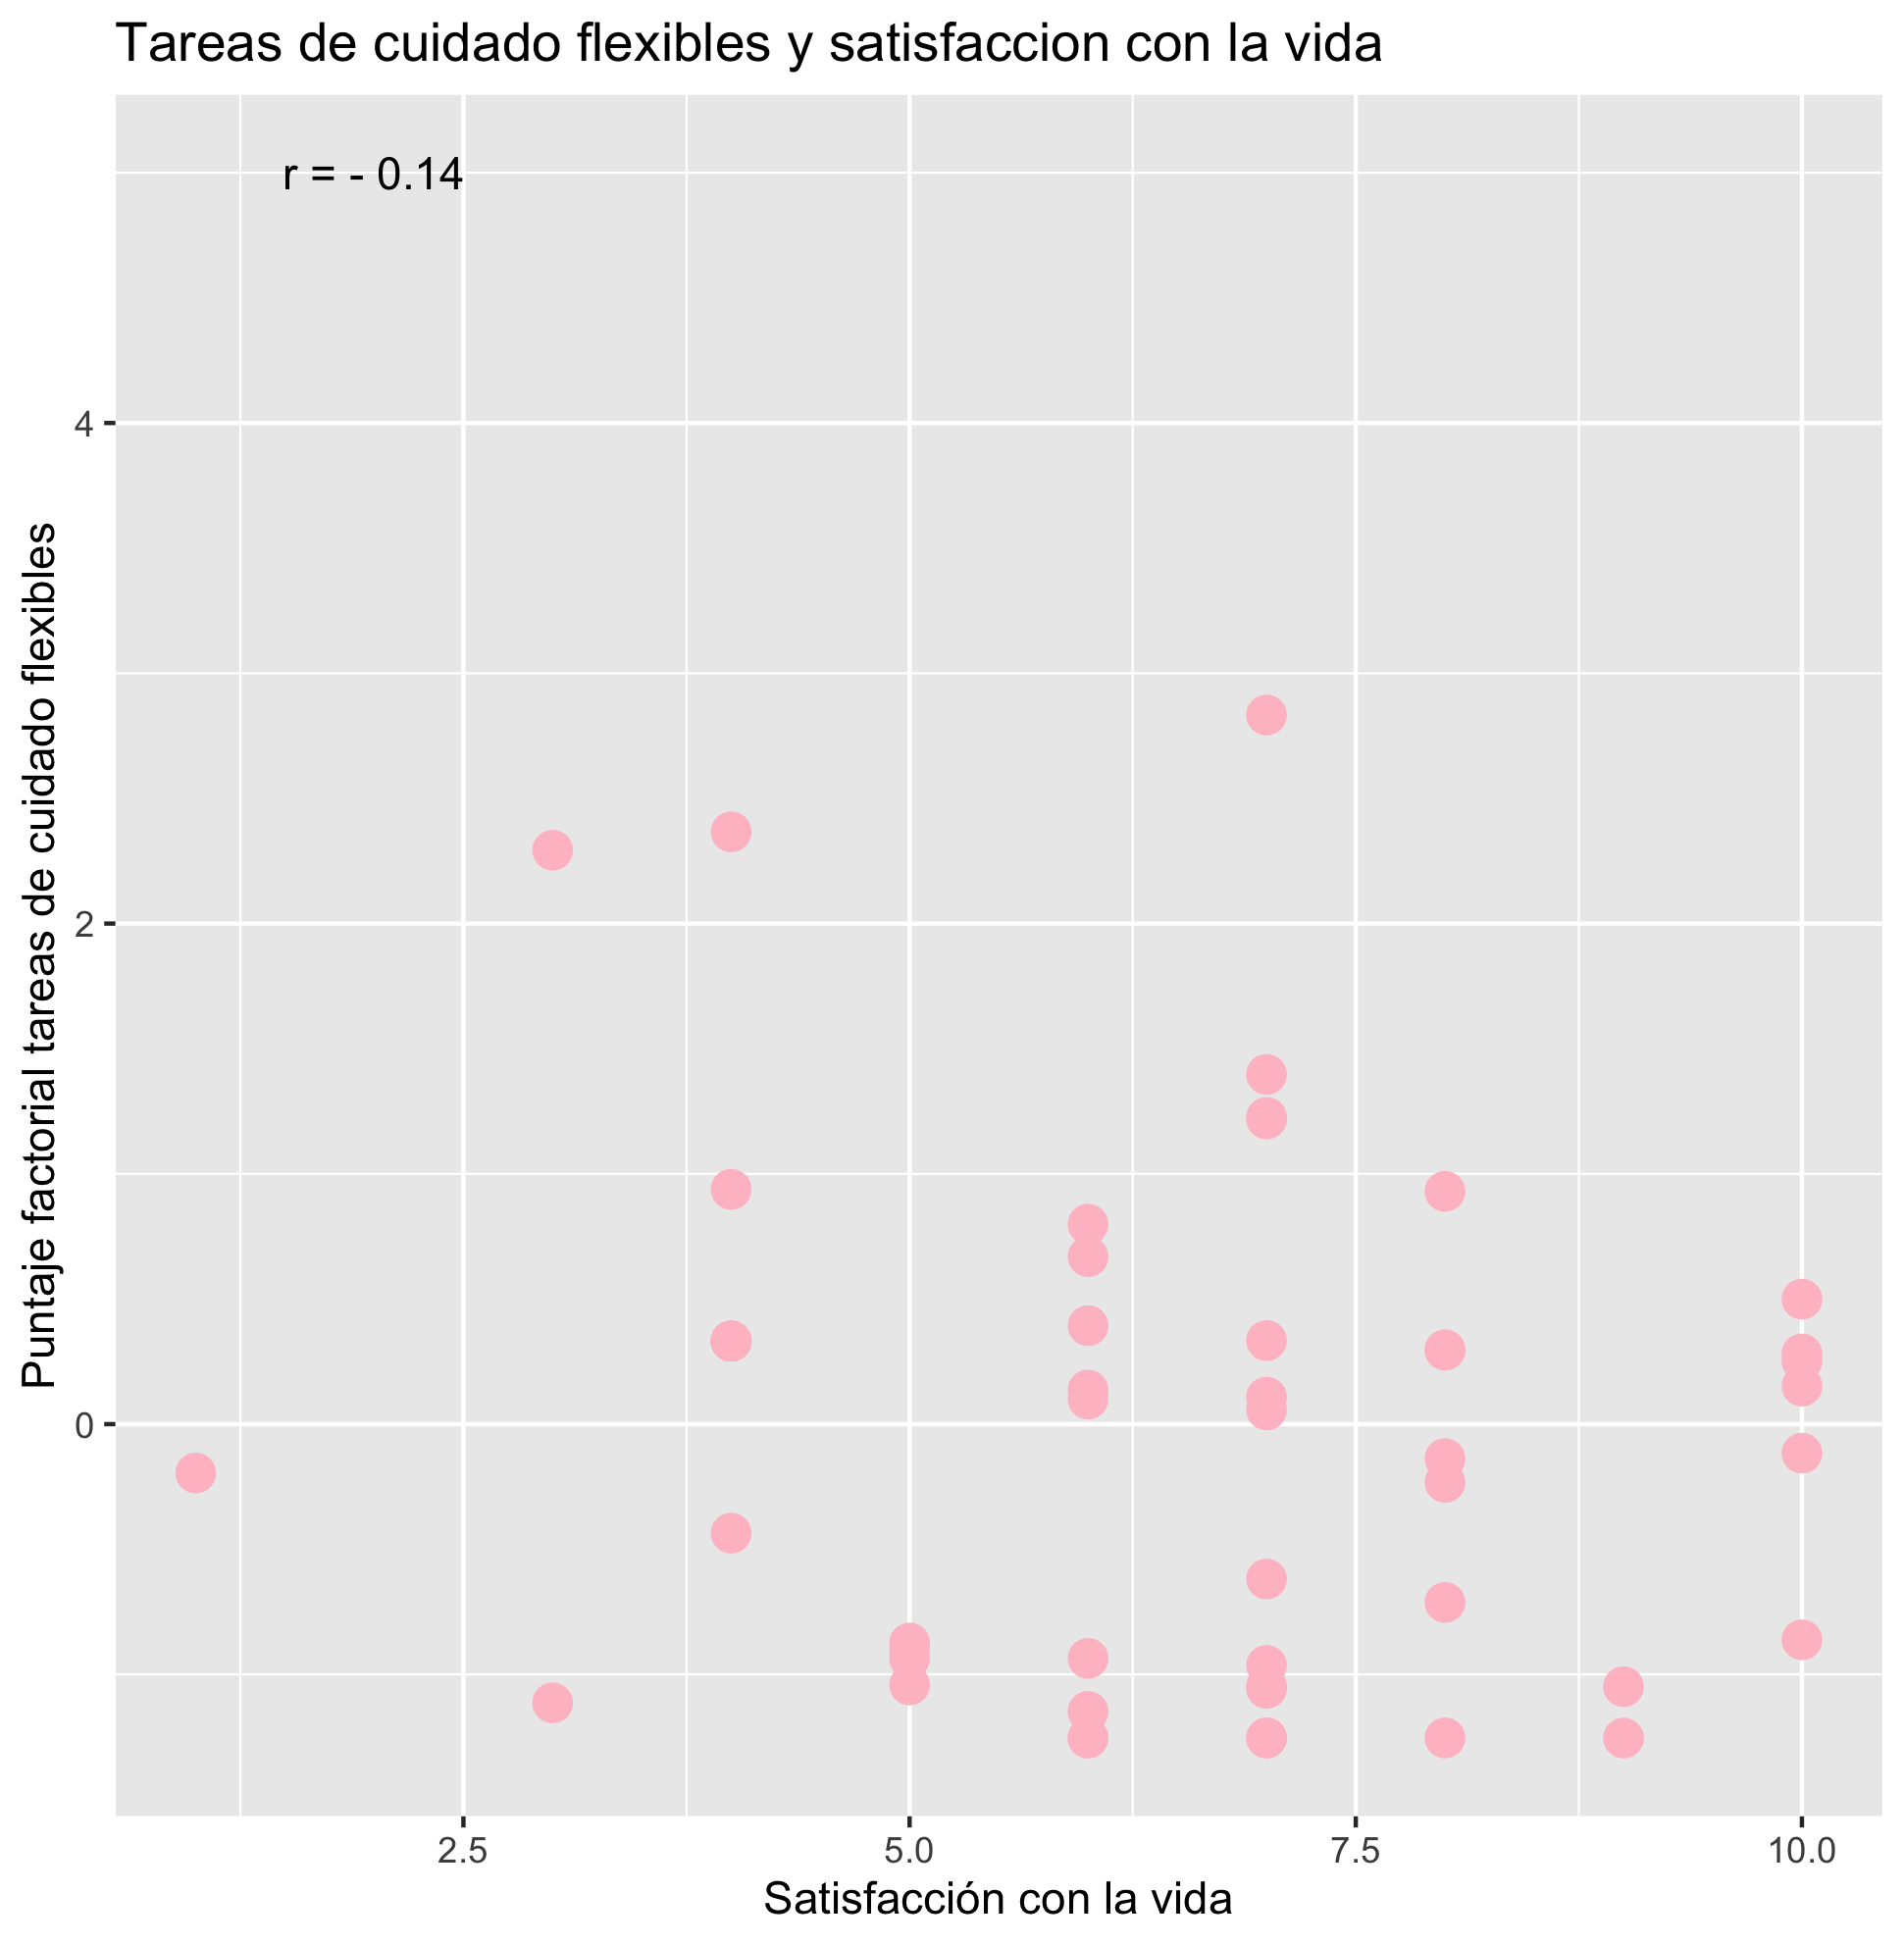 Tareas de cuidado flexibles y satisfaccion con la vida
r = - 0.14
Puntaje factorial tareas de cuidado flexibles
4
2
0
2.5 5.0 7.5 10.0
Satisfacción con la vida